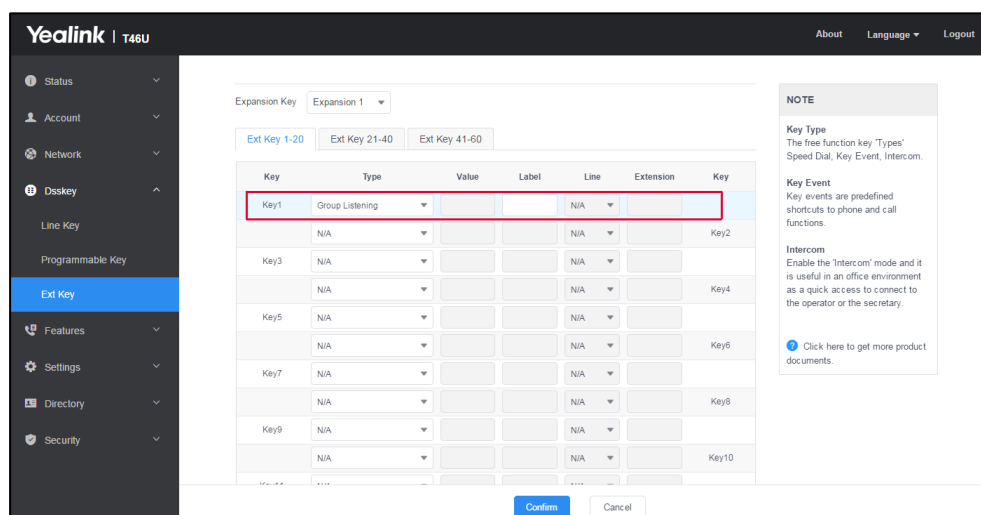 Yealink | T46U
About Language Logout
Status
Account
Network
Dsskey
Line Key
Programmable Key
Ext Key
Features
Settings
Directory
Security
Expansion Key Expansion 1
Ext Key 1-20 Ext Key 21-40 Ext Key 41-60
Key Type Value Label Line Extension Key
Key1 Group Listening N/A
N/A N/A Key2
Key3 N/A N/A
N/A N/A Key4
Key5 N/A N/A
N/A N/A Key6
Key7 N/A N/A
N/A N/A Key8
Key9 N/A N/A
N/A N/A Key10
Confirm Cancel
NOTE
Key Type
The free function key 'Types'
Speed Dial, Key Event, Intercom.
Key Event
Key events are predefined
shortcuts to phone and call
functions.
Intercom
Enable the 'Intercom' mode and it
is useful in an office environment
as a quick access to connect to
the operator or the secretary.
Click here to get more product
documents.